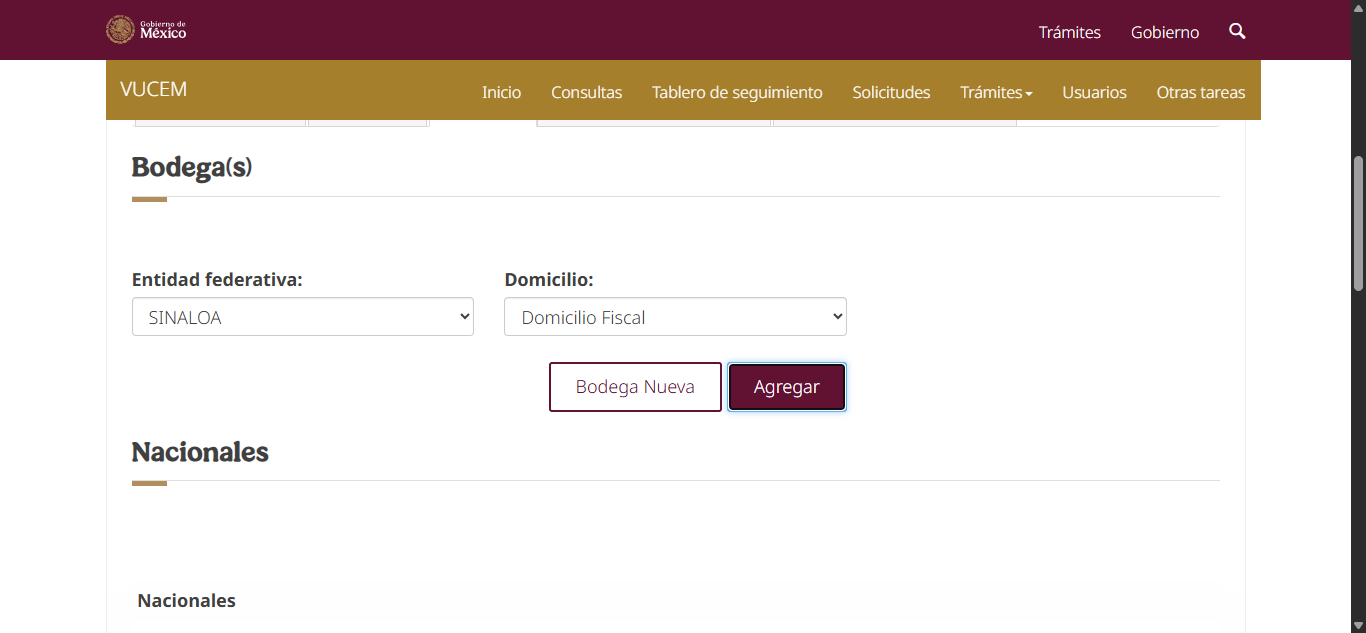 Gobierno de
México
Trámites
Gobierno
VUCEM
Inicio
Consultas
Tablero de seguimiento
Solicitudes
Trámites
Usuarios
Otras tareas
Bodega(s)
Entidad federativa:
Domicilio:
SINALOA
Domicilio Fiscal
Bodega Nueva
Agregar
Nacionales
Nacionales